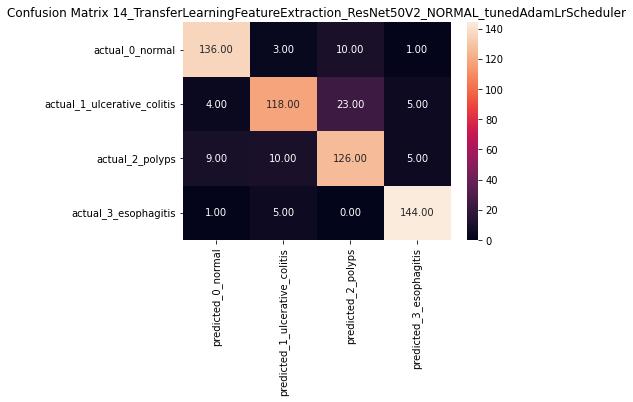 Confusion Matrix 14_TransferLearningFeatureExtraction_ResNet50V2_NORMAL_tunedAdamLrScheduler
actual_0_normal 136.00 3.00 10.00 1.00
actual_1_ulcerative_colitis 4.00 118.00 23.00 5.00
actual_2_polyps 9.00 10.00 126.00 5.00
actual_3_esophagitis 1.00 5.00 0.00 144.00
140
120
100
80
60
40
20
0
predicted_0_normal
predicted_1_ulcerative_colitis
predicted_2_polyps
predicted_3_esophagitis